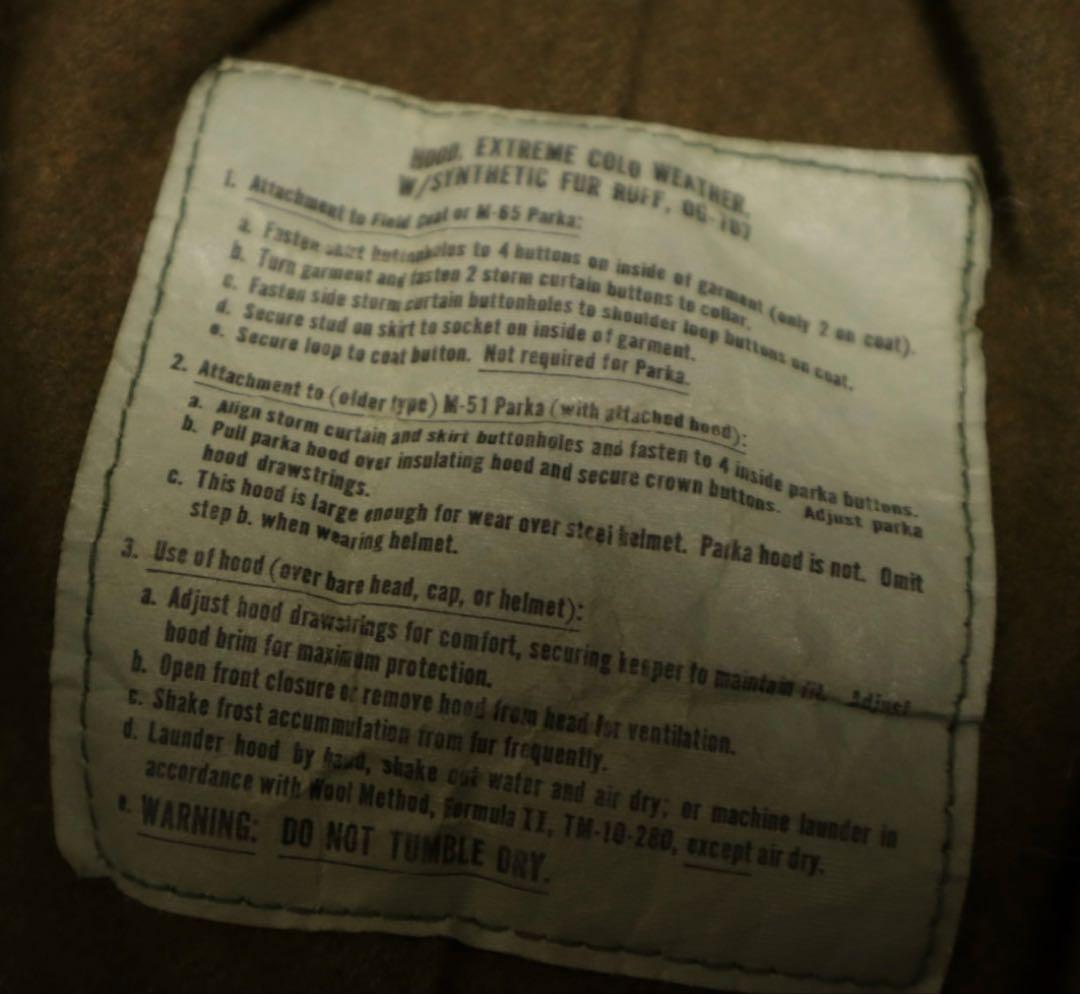 HOOD, EXTREME COLD WEATHER,
W/SYNTHETIC FUR RUFF, OG-107
1. Attachment to Field Coat or M-65 Parka:
a. Fasten skirt buttonholes to 4 buttons on inside of garment (only 2 on coat).
b. Turn garment and fasten 2 storm curtain buttons to collar.
c. Fasten side storm curtain buttonholes to shoulder loop buttons on coat.
d. Secure stud on skirt to socket on inside of garment.
e. Secure loop to coat button. Not required for Parka.
2. Attachment to (older type) M-51 Parka (with attached hood):
a. Align storm curtain and skirt buttonholes and fasten to 4 inside parka buttons.
b. Pull parka hood over insulating hood and secure crown buttons. Adjust parka
hood drawstrings.
c. This hood is large enough for wear over steel helmet. Parka hood is not. Omit
step b. when wearing helmet.
3. Use of hood (over bare head, cap, or helmet):
a. Adjust hood drawstrings for comfort, securing keeper to maintain fit. Adjust
hood brim for maximum protection.
b. Open front closure or remove hood from head for ventilation.
c. Shake frost accummulation from fur frequently.
d. Launder hood by hand, shake out water and air dry; or machine launder in
accordance with Wool Method, Formula II, TM-10-280, except air dry.
e. WARNING: DO NOT TUMBLE DRY.